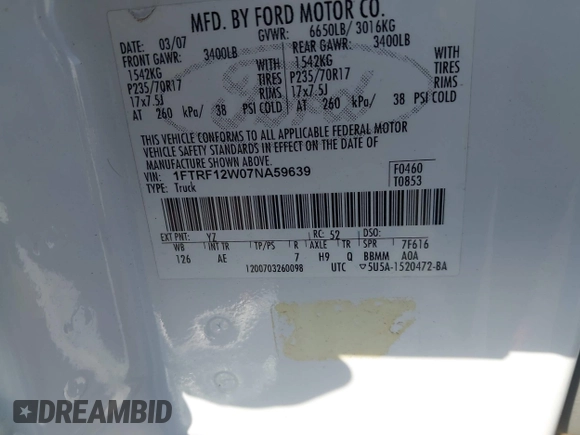 MFD. BY FORD MOTOR CO.
DATE: 03/07 GVWR: 6650LB/ 3016KG
FRONT GAWR: 3400LB REAR GAWR: 3400LB
1542KG WITH 1542KG WITH
P235/70R17 TIRES P235/70R17 TIRES
17x7.5J RIMS 17x7.5J RIMS
AT 260 kPa/ 38 PSI COLD AT 260 kPa/ 38 PSI COLD
Ford
THIS VEHICLE CONFORMS TO ALL APPLICABLE FEDERAL MOTOR
VEHICLE SAFETY STANDARDS IN EFFECT ON THE DATE OF
MANUFACTURE SHOWN ABOVE.
VIN: 1FTRF12W07NA59639 F0460
TYPE: Truck T0853
EXT PNT: Y7 RC: 52 DSO:
WB INT TR TP/PS R AXLE TR SPR 7F616
126 AE 7 H9 Q BBMM A0A
1200703260098 UTC ▽5U5A-1520472-BA
DREAMBID